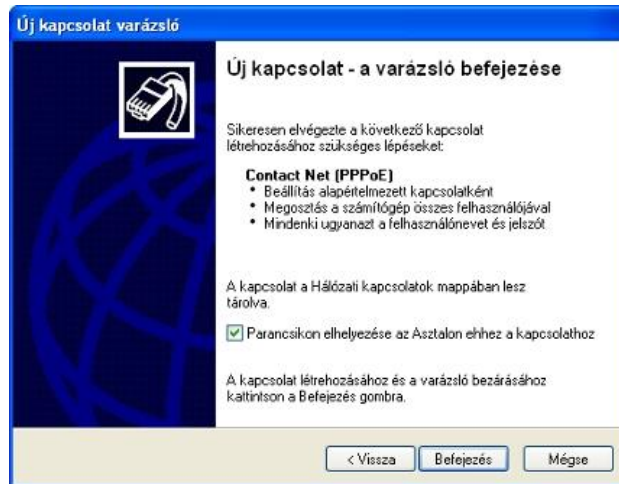 Új kapcsolat varázsló
Új kapcsolat - a varázsló befejezése
Sikeresen elvégezte a következő kapcsolat
létrehozásához szükséges lépéseket:
Contact Net (PPPoE)
• Beállítás alapértelmezett kapcsolatként
• Megosztás a számítógép összes felhasználójával
• Mindenki ugyanazt a felhasználónevet és jelszót
A kapcsolat a Hálózati kapcsolatok mappában lesz
tárolva.
Parancsikon elhelyezése az Asztalon ehhez a kapcsolathoz
A kapcsolat létrehozásához és a varázsló bezárásához
kattintson a Befejezés gombra.
< Vissza Befejezés Mégse